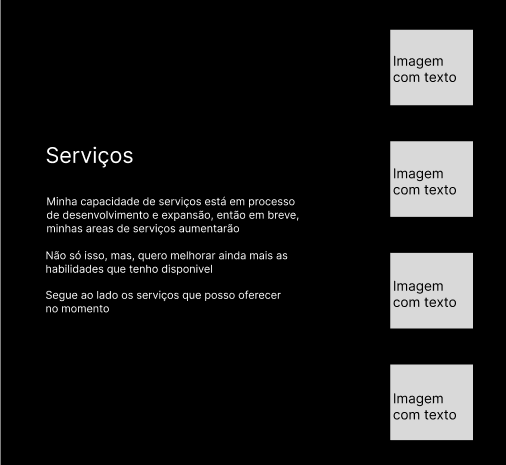 Serviços
Minha capacidade de serviços está em processo
de desenvolvimento e expansão, então em breve,
minhas areas de serviços aumentarão
Não só isso, mas, quero melhorar ainda mais as
habilidades que tenho disponivel
Segue ao lado os serviços que posso oferecer
no momento
Imagem
com texto
Imagem
com texto
Imagem
com texto
Imagem
com texto